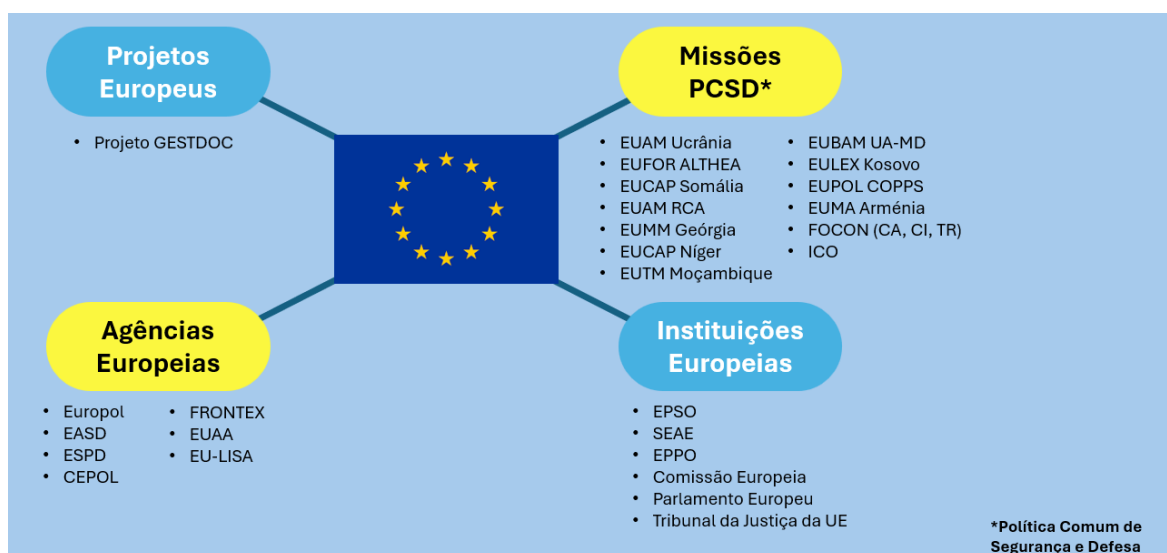 Projetos
Europeus
• Projeto GESTDOC
Missões
PCSD*
• EUAM Ucrânia
• EUFOR ALTHEA
• EUCAP Somália
• EUAM RCA
• EUMM Geórgia
• EUCAP Níger
• EUTM Moçambique
• EUBAM UA-MD
• EULEX Kosovo
• EUPOL COPPS
• EUMA Arménia
• FOCON (CA, CI, TR)
• ICO
Agências
Europeias
• Europol
• EASD
• ESPD
• CEPOL
• FRONTEX
• EUAA
• EU-LISA
Instituições
Europeias
• EPSO
• SEAE
• EPPO
• Comissão Europeia
• Parlamento Europeu
• Tribunal da Justiça da UE
*Política Comum de
Segurança e Defesa